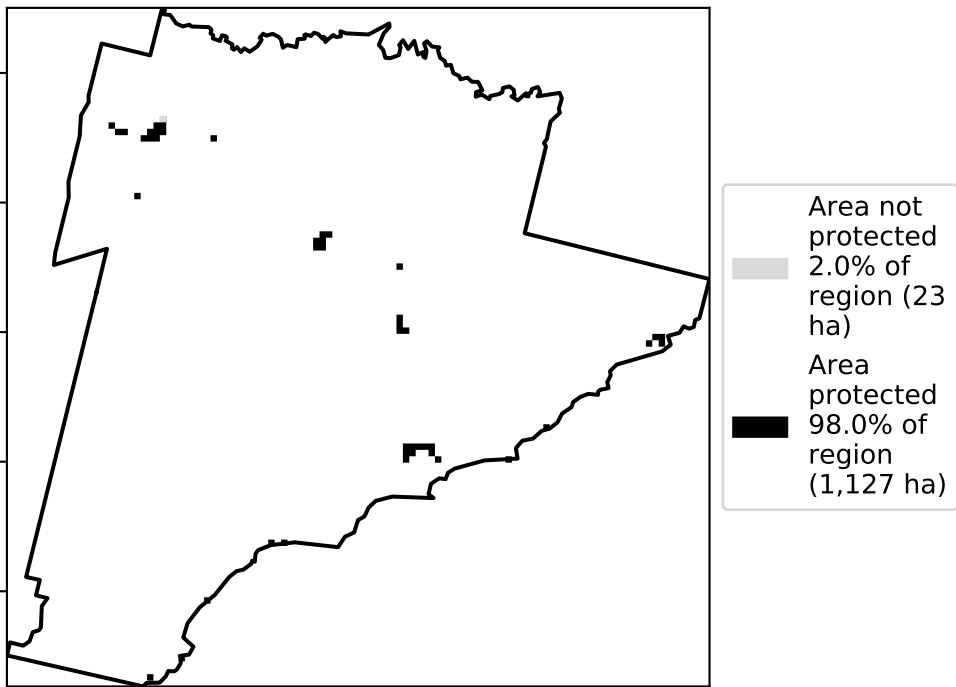 Area not
protected
2.0% of
region (23
ha)
Area
protected
98.0% of
region
(1,127 ha)